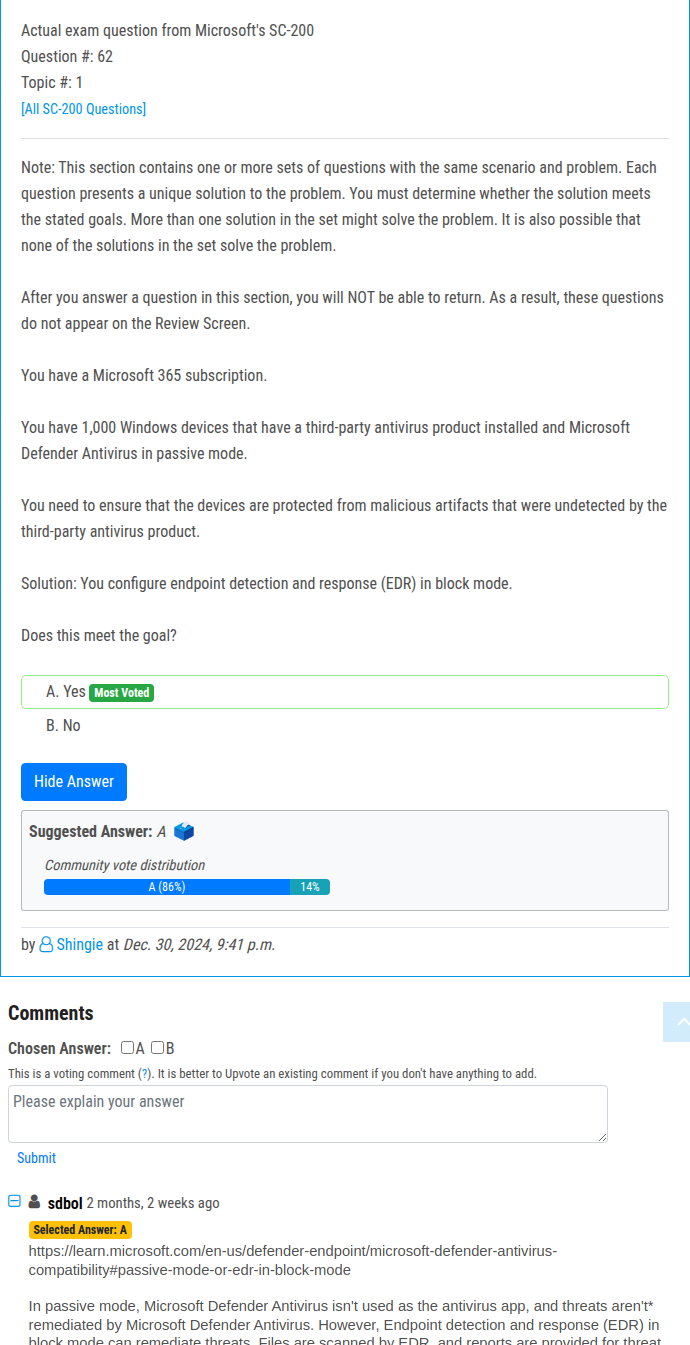 Actual exam question from Microsoft's SC-200
Question #: 62
Topic #: 1
[All SC-200 Questions]
Note: This section contains one or more sets of questions with the same scenario and problem. Each
question presents a unique solution to the problem. You must determine whether the solution meets
the stated goals. More than one solution in the set might solve the problem. It is also possible that
none of the solutions in the set solve the problem.
After you answer a question in this section, you will NOT be able to return. As a result, these questions
do not appear on the Review Screen.
You have a Microsoft 365 subscription.
You have 1,000 Windows devices that have a third-party antivirus product installed and Microsoft
Defender Antivirus in passive mode.
You need to ensure that the devices are protected from malicious artifacts that were undetected by the
third-party antivirus product.
Solution: You configure endpoint detection and response (EDR) in block mode.
Does this meet the goal?
A. Yes Most Voted
B. No
Hide Answer
Suggested Answer: A
Community vote distribution
A (86%) 14%
by Shingie at Dec. 30, 2024, 9:41 p.m.
Comments
Chosen Answer: A B
This is a voting comment (?). It is better to Upvote an existing comment if you don't have anything to add.
Please explain your answer
Submit
sdbol 2 months, 2 weeks ago
Selected Answer: A
https://learn.microsoft.com/en-us/defender-endpoint/microsoft-defender-antivirus-
compatibility#passive-mode-or-edr-in-block-mode
In passive mode, Microsoft Defender Antivirus isn't used as the antivirus app, and threats aren't*
remediated by Microsoft Defender Antivirus. However, Endpoint detection and response (EDR) in
block mode can remediate threats. Files are scanned by EDR, and reports are provided for threat